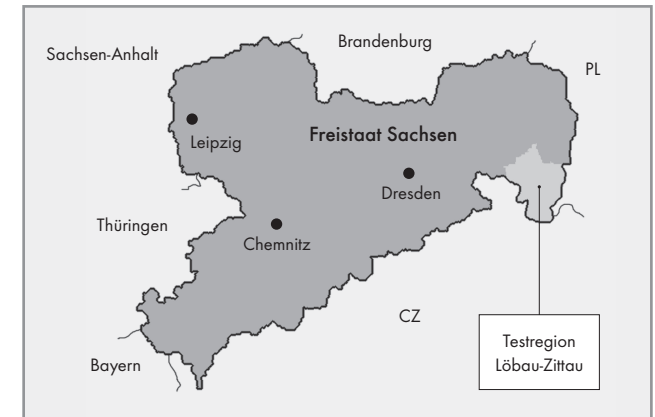 Brandenburg
Sachsen-Anhalt
PL
Freistaat Sachsen
Leipzig
Dresden
Thüringen
Chemnitz
CZ
Testregion
Löbau-Zittau
Bayern